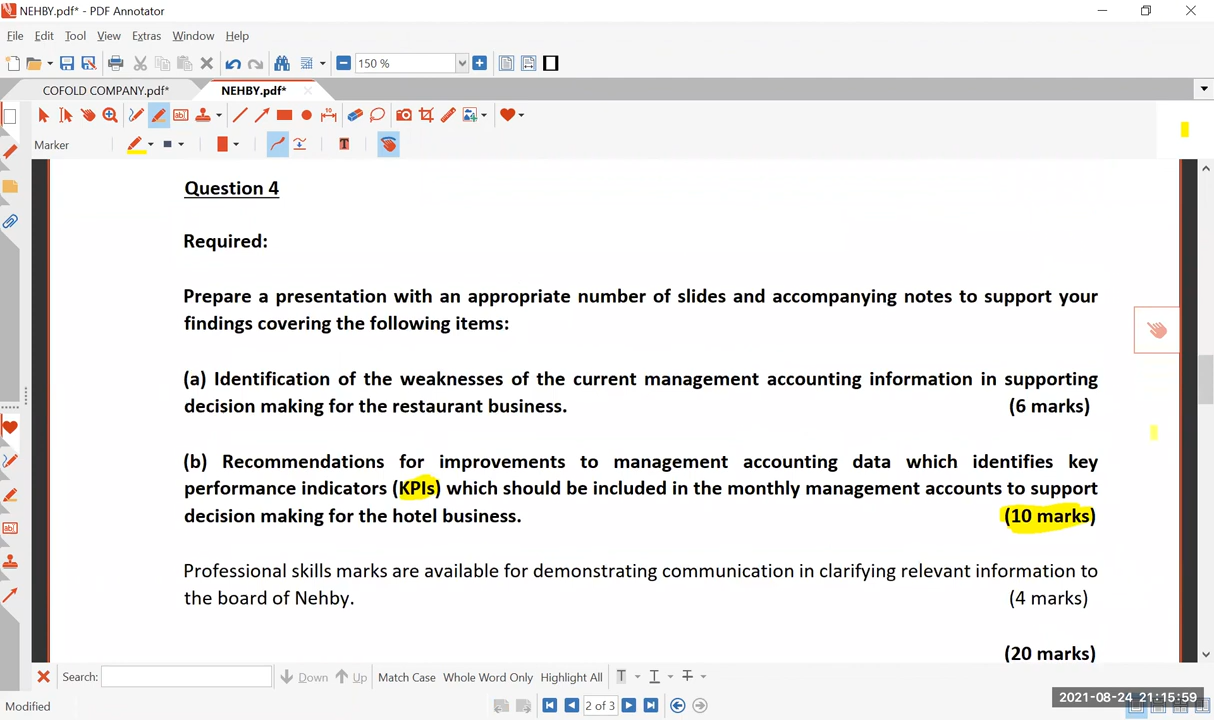 NEHBY.pdf* - PDF Annotator
File Edit Tool View Extras Window Help
150 %
COFOLD COMPANY.pdf* NEHBY.pdf*
Marker
Question 4
Required:
Prepare a presentation with an appropriate number of slides and accompanying notes to support your
findings covering the following items:
(a) Identification of the weaknesses of the current management accounting information in supporting
decision making for the restaurant business. (6 marks)
(b) Recommendations for improvements to management accounting data which identifies key
performance indicators (KPIs) which should be included in the monthly management accounts to support
decision making for the hotel business. (10 marks)
Professional skills marks are available for demonstrating communication in clarifying relevant information to
the board of Nehby. (4 marks)
(20 marks)
Search: Down Up Match Case Whole Word Only Highlight All
Modified 2 of 3 2021-08-24 21:15:59